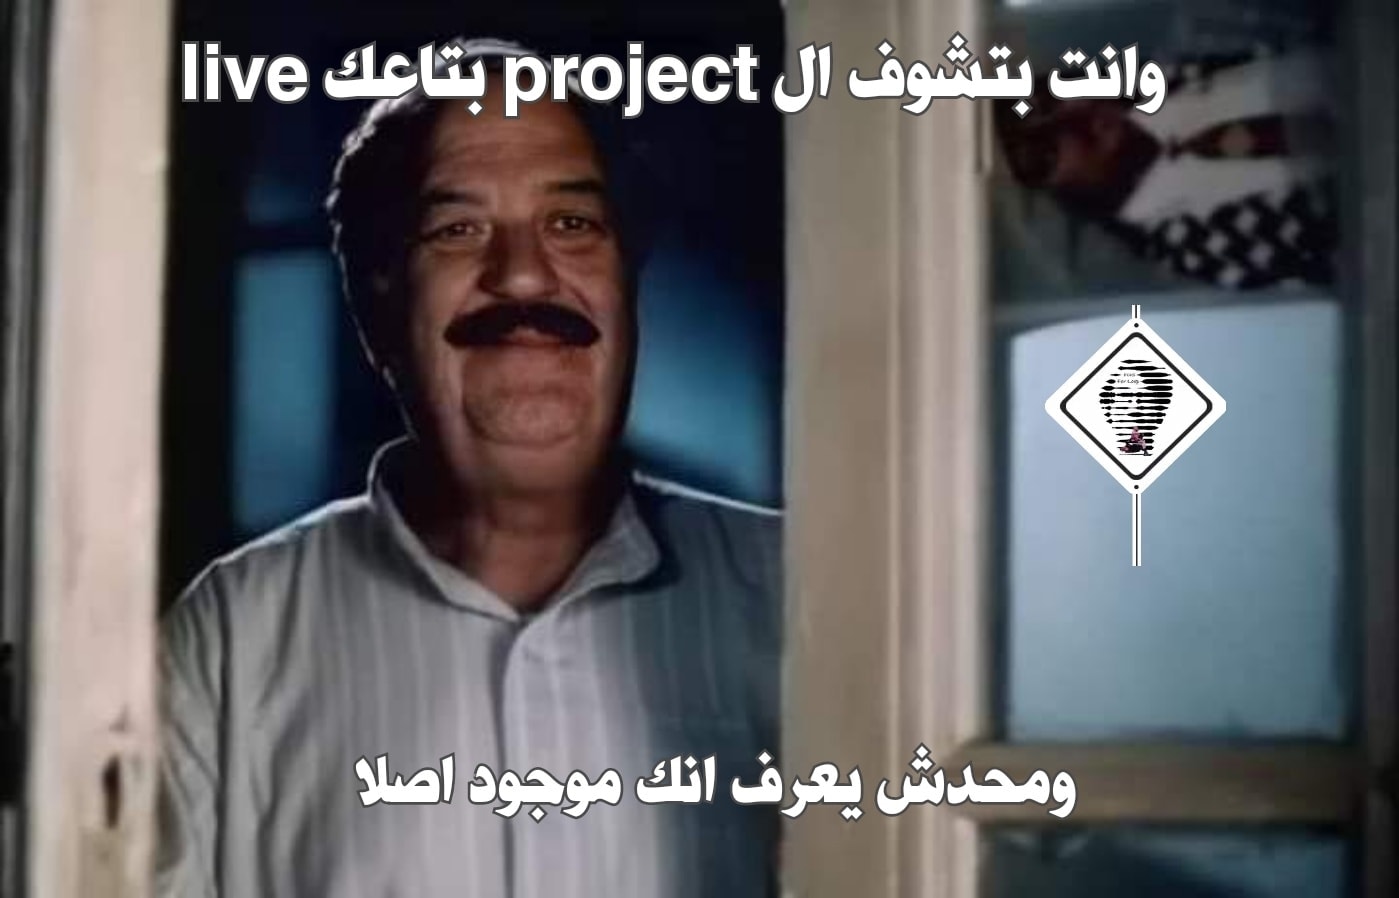 وانت بتشوف ال project بتاعك live
ومحدش يعرف انك موجود اصلا